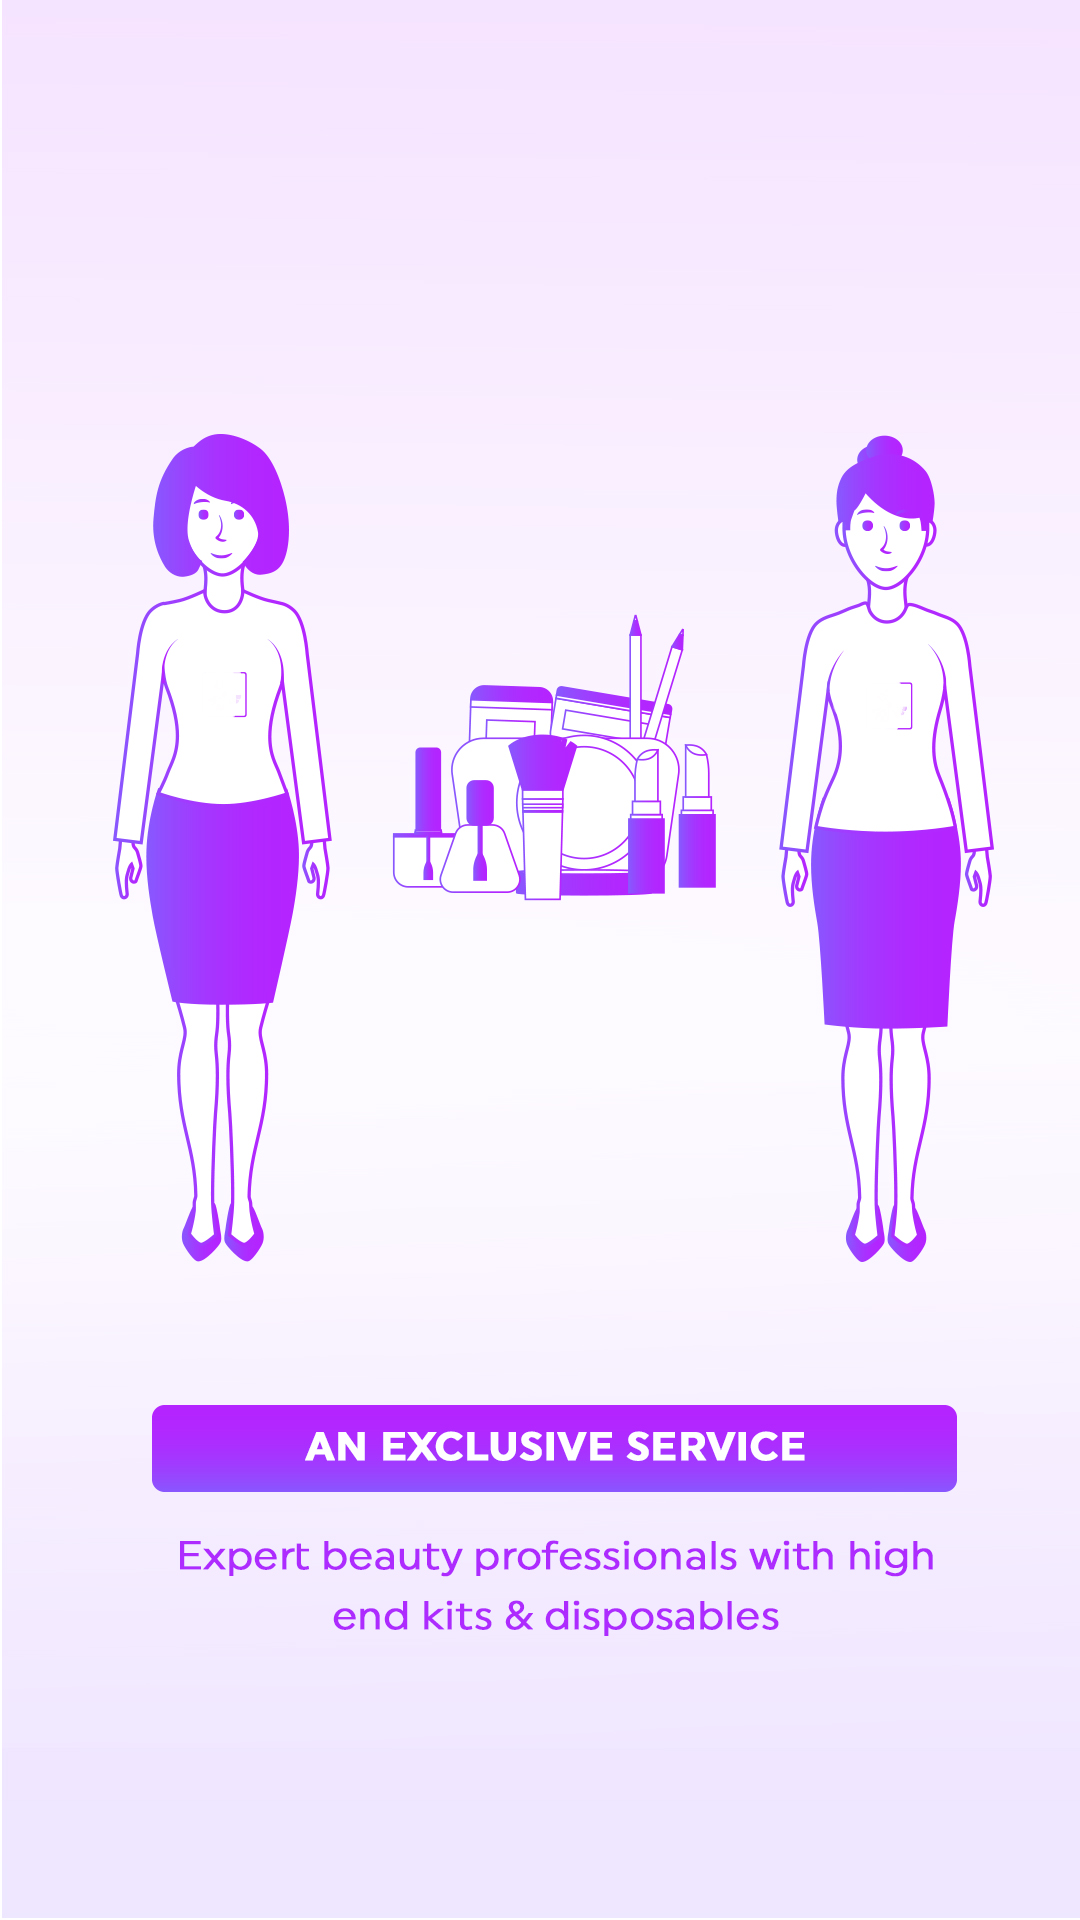 AN EXCLUSIVE SERVICE
Expert beauty professionals with high
end kits & disposables